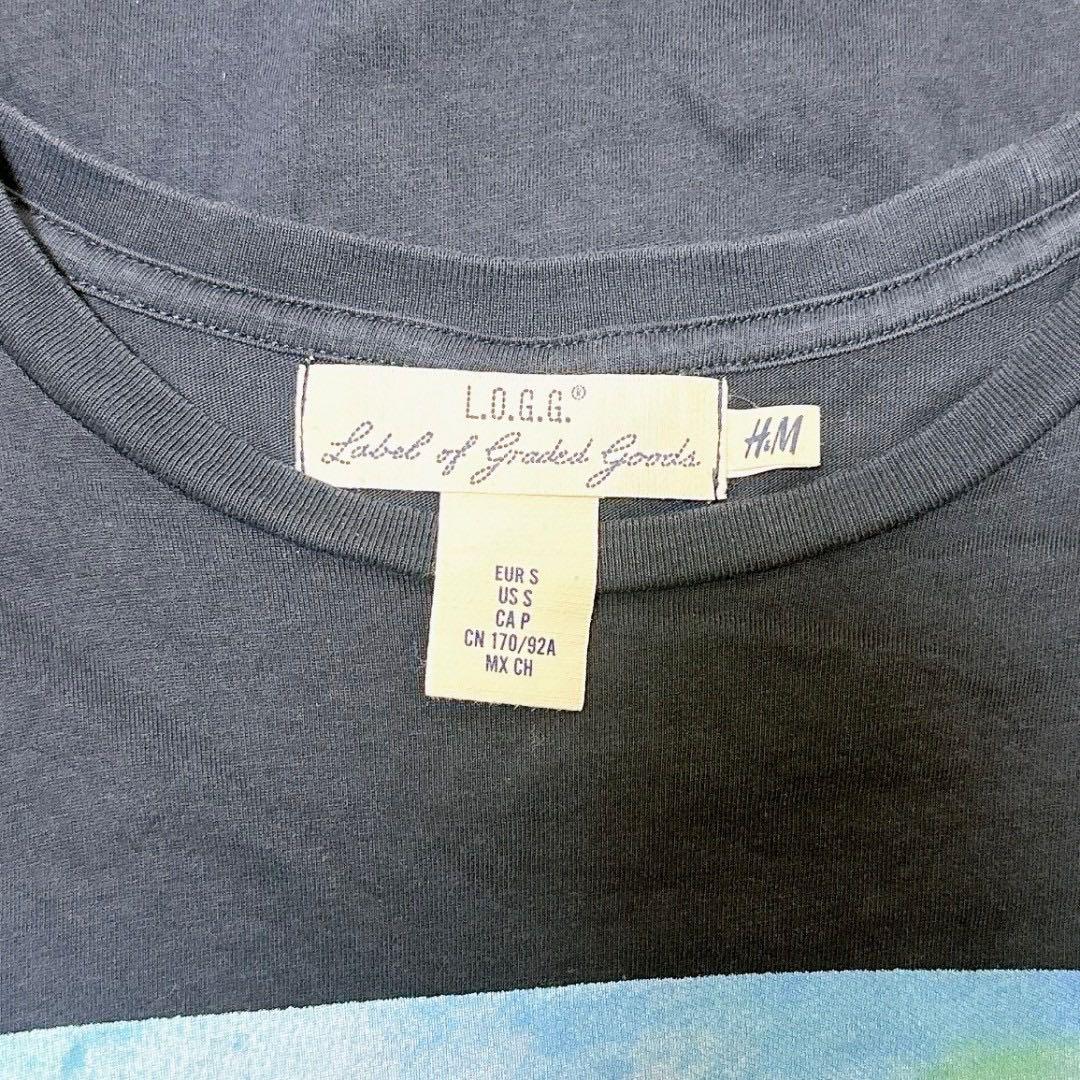 L.O.G.G.®
Label of Graded Goods
H&M
EUR S
US S
CA P
CN 170/92A
MX CH